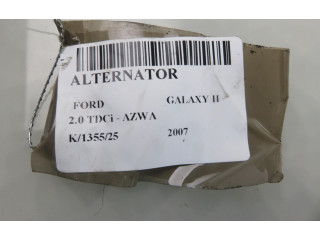 ALTERNATOR
FORD GALAXY II
2.0 TDCi - AZWA
K/1355/25 2007